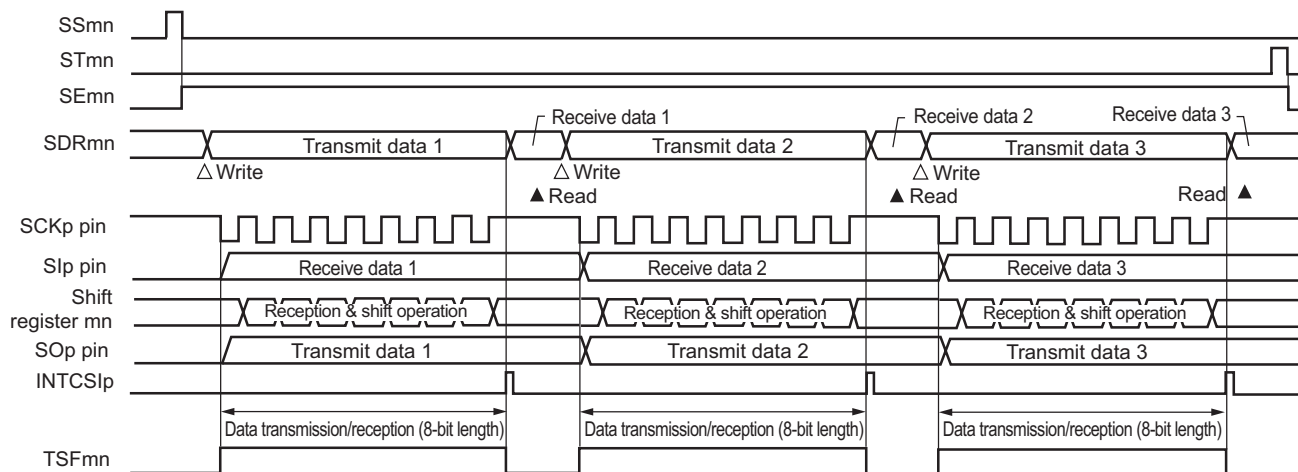 SSmn
STmn
SEmn
Receive data 1
Receive data 2
Receive data 3
SDRmn
Transmit data 1
Transmit data 2
Transmit data 3
△ Write
△ Write
△ Write
▲ Read
▲ Read
Read ▲
SCKp pin
SIp pin
Receive data 1
Receive data 2
Receive data 3
Shift
register mn
Reception & shift operation
Reception & shift operation
Reception & shift operation
SOp pin
Transmit data 1
Transmit data 2
Transmit data 3
INTCSIp
Data transmission/reception (8-bit length)
Data transmission/reception (8-bit length)
Data transmission/reception (8-bit length)
TSFmn